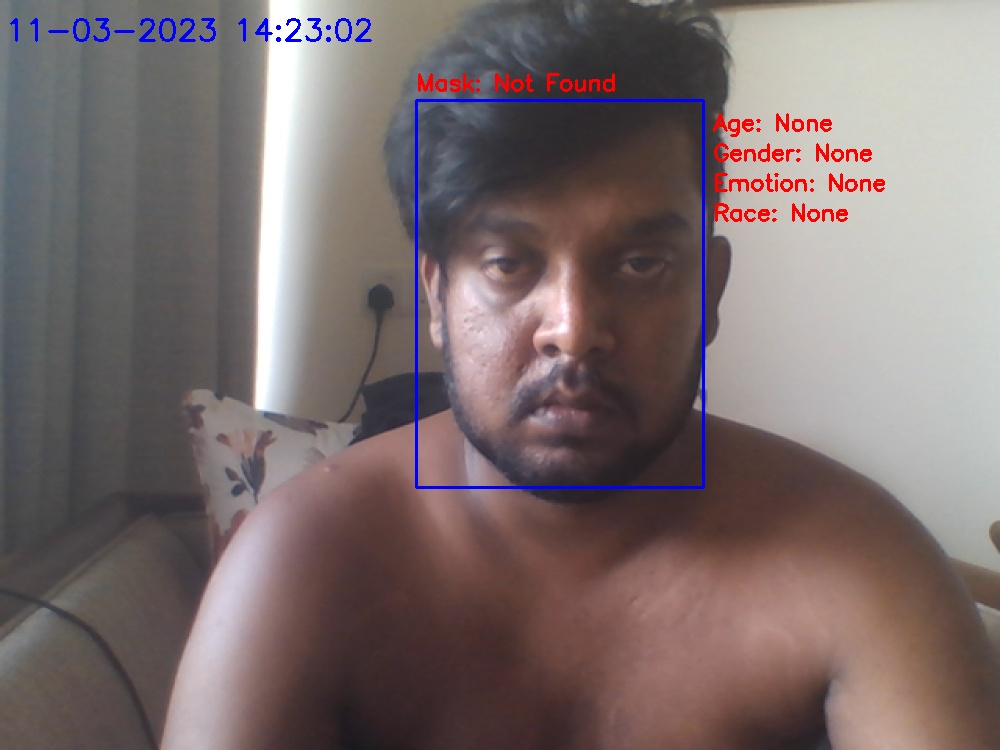 11-03-2023 14:23:02
Mask: Not Found
Age: None
Gender: None
Emotion: None
Race: None